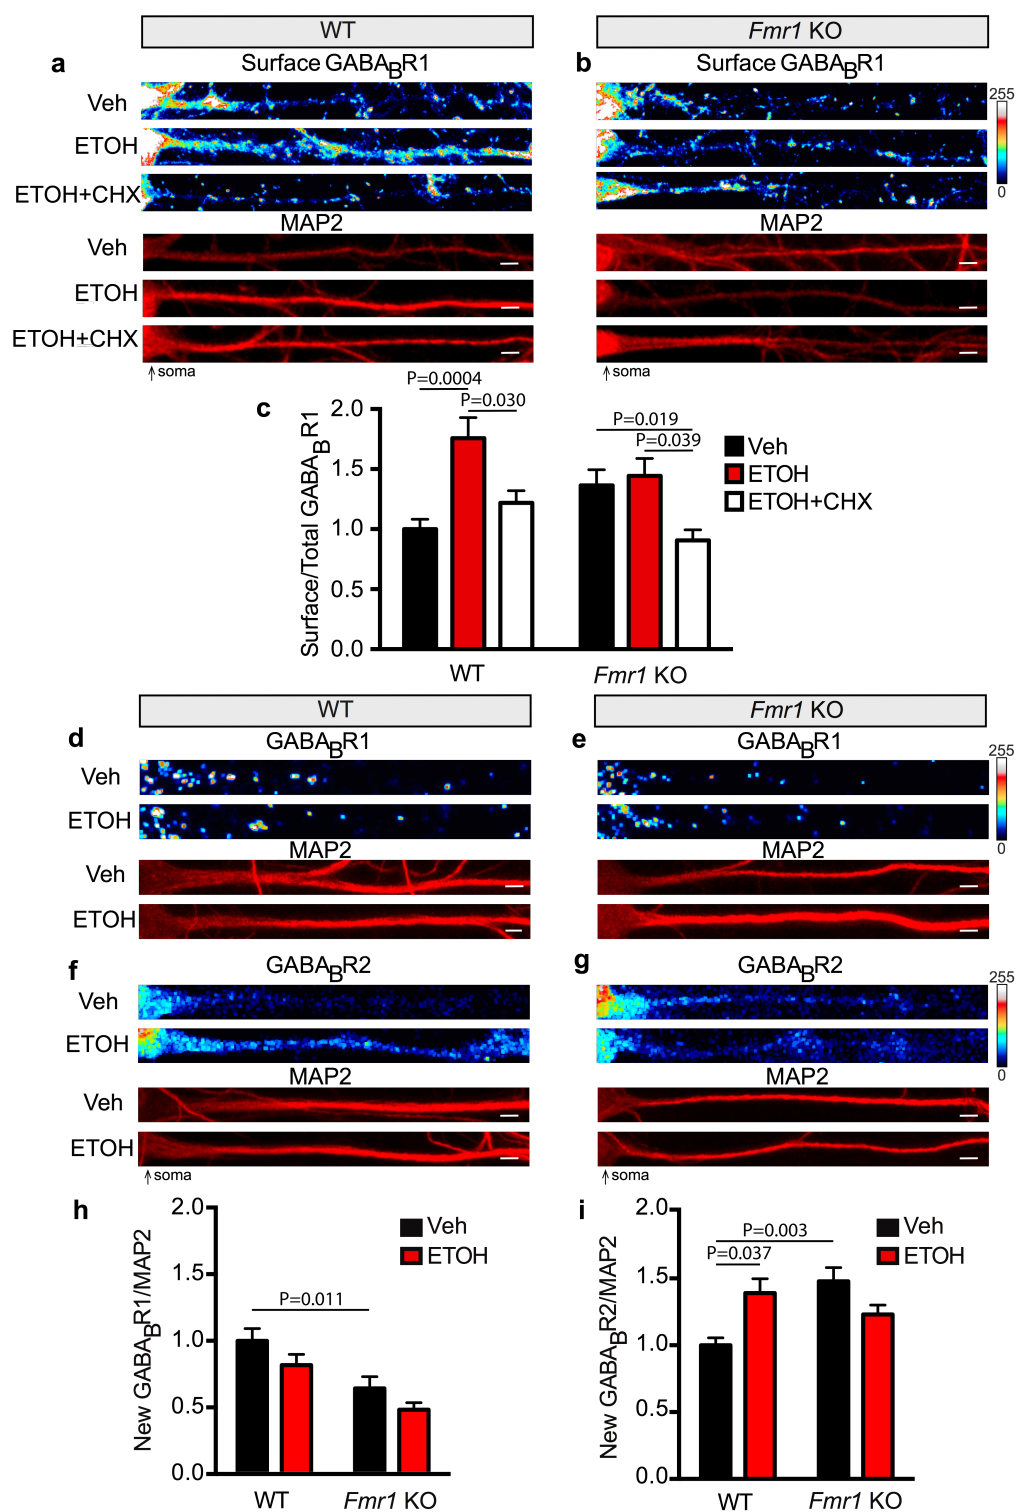 WT
Fmr1 KO
a
Surface GABABR1
b
Surface GABABR1
Veh
ETOH
ETOH+CHX
255
0
MAP2
MAP2
Veh
ETOH
ETOH+CHX
↑soma
↑soma
c
P=0.0004
P=0.030
P=0.019
P=0.039
Surface/Total GABABR1
2.0
1.5
1.0
0.5
0.0
Veh
ETOH
ETOH+CHX
WT
Fmr1 KO
WT
Fmr1 KO
d
GABABR1
e
GABABR1
Veh
ETOH
255
0
MAP2
MAP2
Veh
ETOH
f
GABABR2
g
GABABR2
Veh
ETOH
255
0
MAP2
MAP2
Veh
ETOH
↑soma
↑soma
h
New GABABR1/MAP2
2.0
1.5
1.0
0.5
0.0
P=0.011
Veh
ETOH
WT
Fmr1 KO
i
New GABABR2/MAP2
2.0
1.5
1.0
0.5
0.0
P=0.003
P=0.037
Veh
ETOH
WT
Fmr1 KO